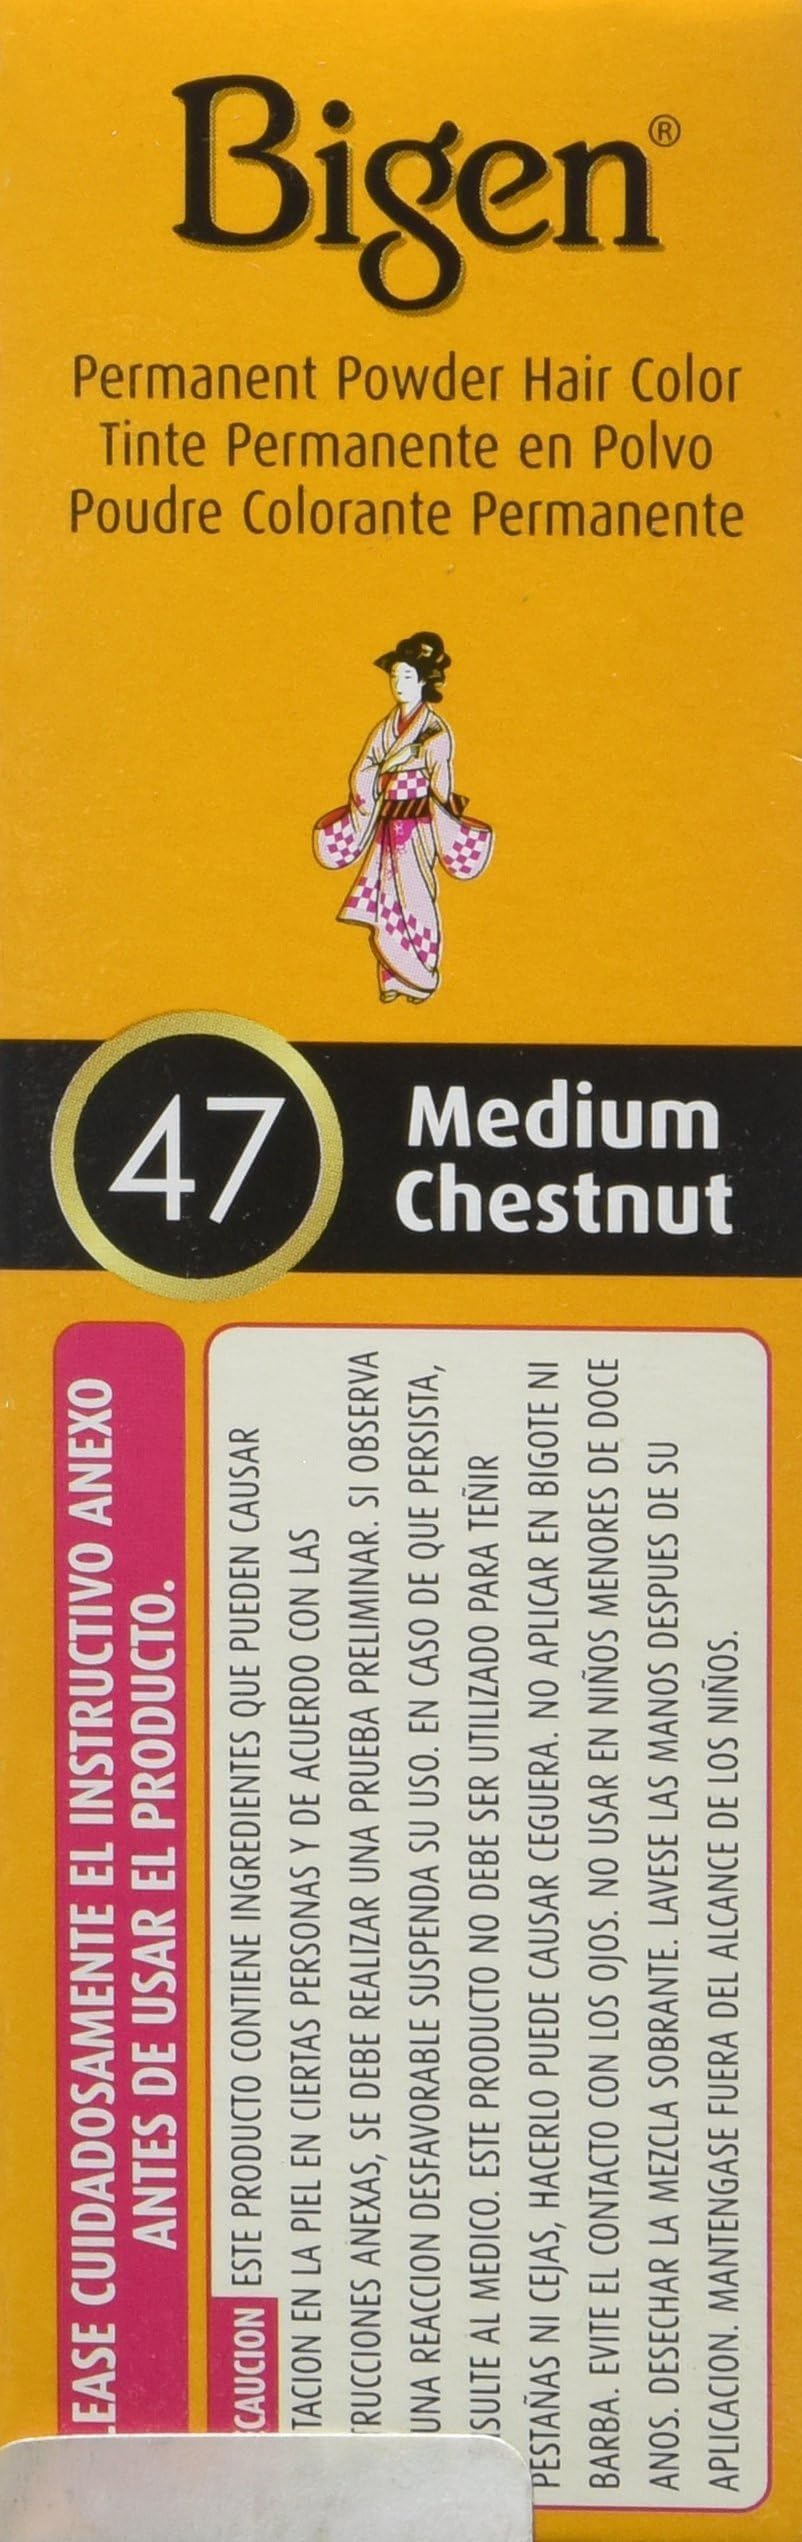 Bigen®
Permanent Powder Hair Color
Tinte Permanente en Polvo
Poudre Colorante Permanente
47
Medium
Chestnut
EASE CUIDADOSAMENTE EL INSTRUCTIVO ANEXO
ANTES DE USAR EL PRODUCTO.
CAUCION ESTE PRODUCTO CONTIENE INGREDIENTES QUE PUEDEN CAUSAR
TACION EN LA PIEL EN CIERTAS PERSONAS Y DE ACUERDO CON LAS
TRUCCIONES ANEXAS, SE DEBE REALIZAR UNA PRUEBA PRELIMINAR. SI OBSERVA
UNA REACCION DESFAVORABLE SUSPENDA SU USO. EN CASO DE QUE PERSISTA,
SULTE AL MEDICO. ESTE PRODUCTO NO DEBE SER UTILIZADO PARA TEÑIR
PESTAÑAS NI CEJAS, HACERLO PUEDE CAUSAR CEGUERA. NO APLICAR EN BIGOTE NI
BARBA. EVITE EL CONTACTO CON LOS OJOS. NO USAR EN NIÑOS MENORES DE DOCE
ANOS. DESECHAR LA MEZCLA SOBRANTE. LAVESE LAS MANOS DESPUES DE SU
APLICACION. MANTENGASE FUERA DEL ALCANCE DE LOS NIÑOS.